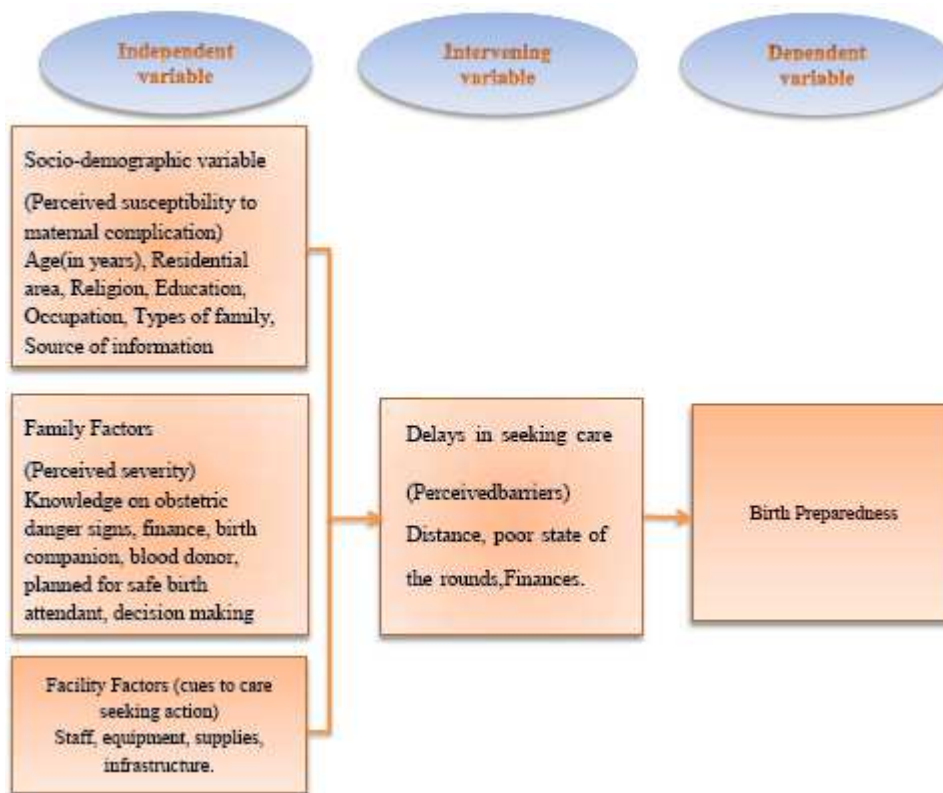 Independent
variable
Intervening
variable
Dependent
variable
Socio-demographic variable
(Perceived susceptibility to
maternal complication)
Age(in years), Residential
area, Religion, Education,
Occupation, Types of family,
Source of information
Family Factors
(Perceived severity)
Knowledge on obstetric
danger signs, finance, birth
companion, blood donor,
planned for safe birth
attendant, decision making
Facility Factors (cues to care
seeking action)
Staff, equipment, supplies,
infrastructure.
Delays in seeking care
(Perceivedbarriers)
Distance, poor state of
the rounds,Finances.
Birth Preparedness